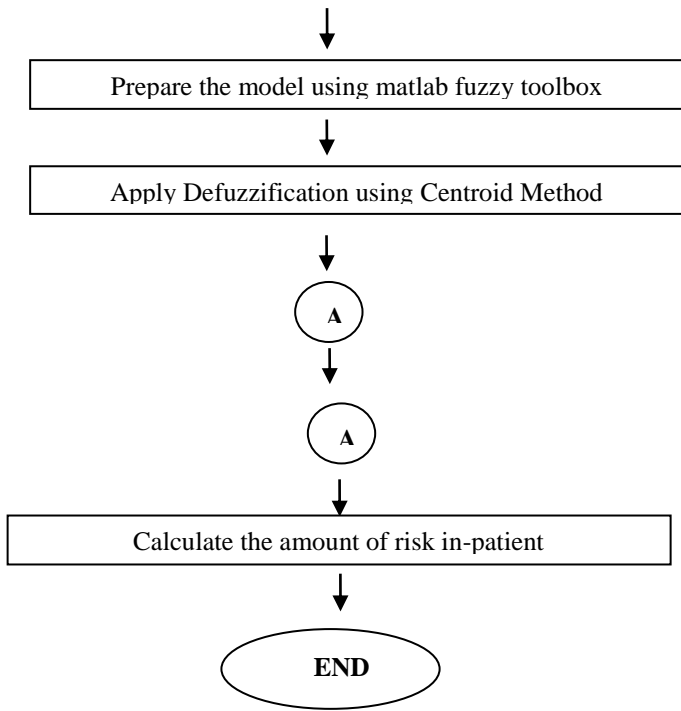 Prepare the model using matlab fuzzy toolbox
Apply Defuzzification using Centroid Method
A
A
Calculate the amount of risk in-patient
END